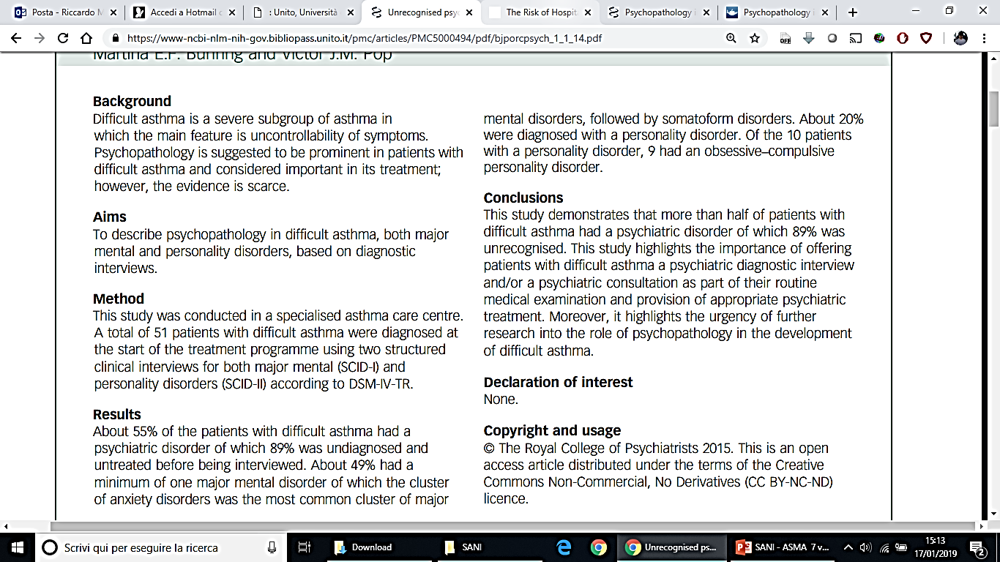 Posta - Riccardo M
Accedi a Hotmail
: Unito, Università
Unrecognised psy
The Risk of Hospit
Psychopathology i
Psychopathology i
https://www-ncbi-nlm-nih-gov.bibliopass.unito.it/pmc/articles/PMC5000494/pdf/bjporcpsych_1_1_14.pdf
OFF
Martina E.F. Bühring and Victor J.M. Pop
Background
Difficult asthma is a severe subgroup of asthma in
which the main feature is uncontrollability of symptoms.
Psychopathology is suggested to be prominent in patients with
difficult asthma and considered important in its treatment;
however, the evidence is scarce.
Aims
To describe psychopathology in difficult asthma, both major
mental and personality disorders, based on diagnostic
interviews.
Method
This study was conducted in a specialised asthma care centre.
A total of 51 patients with difficult asthma were diagnosed at
the start of the treatment programme using two structured
clinical interviews for both major mental (SCID-I) and
personality disorders (SCID-II) according to DSM-IV-TR.
Results
About 55% of the patients with difficult asthma had a
psychiatric disorder of which 89% was undiagnosed and
untreated before being interviewed. About 49% had a
minimum of one major mental disorder of which the cluster
of anxiety disorders was the most common cluster of major
mental disorders, followed by somatoform disorders. About 20%
were diagnosed with a personality disorder. Of the 10 patients
with a personality disorder, 9 had an obsessive–compulsive
personality disorder.
Conclusions
This study demonstrates that more than half of patients with
difficult asthma had a psychiatric disorder of which 89% was
unrecognised. This study highlights the importance of offering
patients with difficult asthma a psychiatric diagnostic interview
and/or a psychiatric consultation as part of their routine
medical examination and provision of appropriate psychiatric
treatment. Moreover, it highlights the urgency of further
research into the role of psychopathology in the development
of difficult asthma.
Declaration of interest
None.
Copyright and usage
© The Royal College of Psychiatrists 2015. This is an open
access article distributed under the terms of the Creative
Commons Non-Commercial, No Derivatives (CC BY-NC-ND)
licence.
Scrivi qui per eseguire la ricerca
Download
SANI
Unrecognised ps...
SANI - ASMA 7 v...
15:13
17/01/2019
2